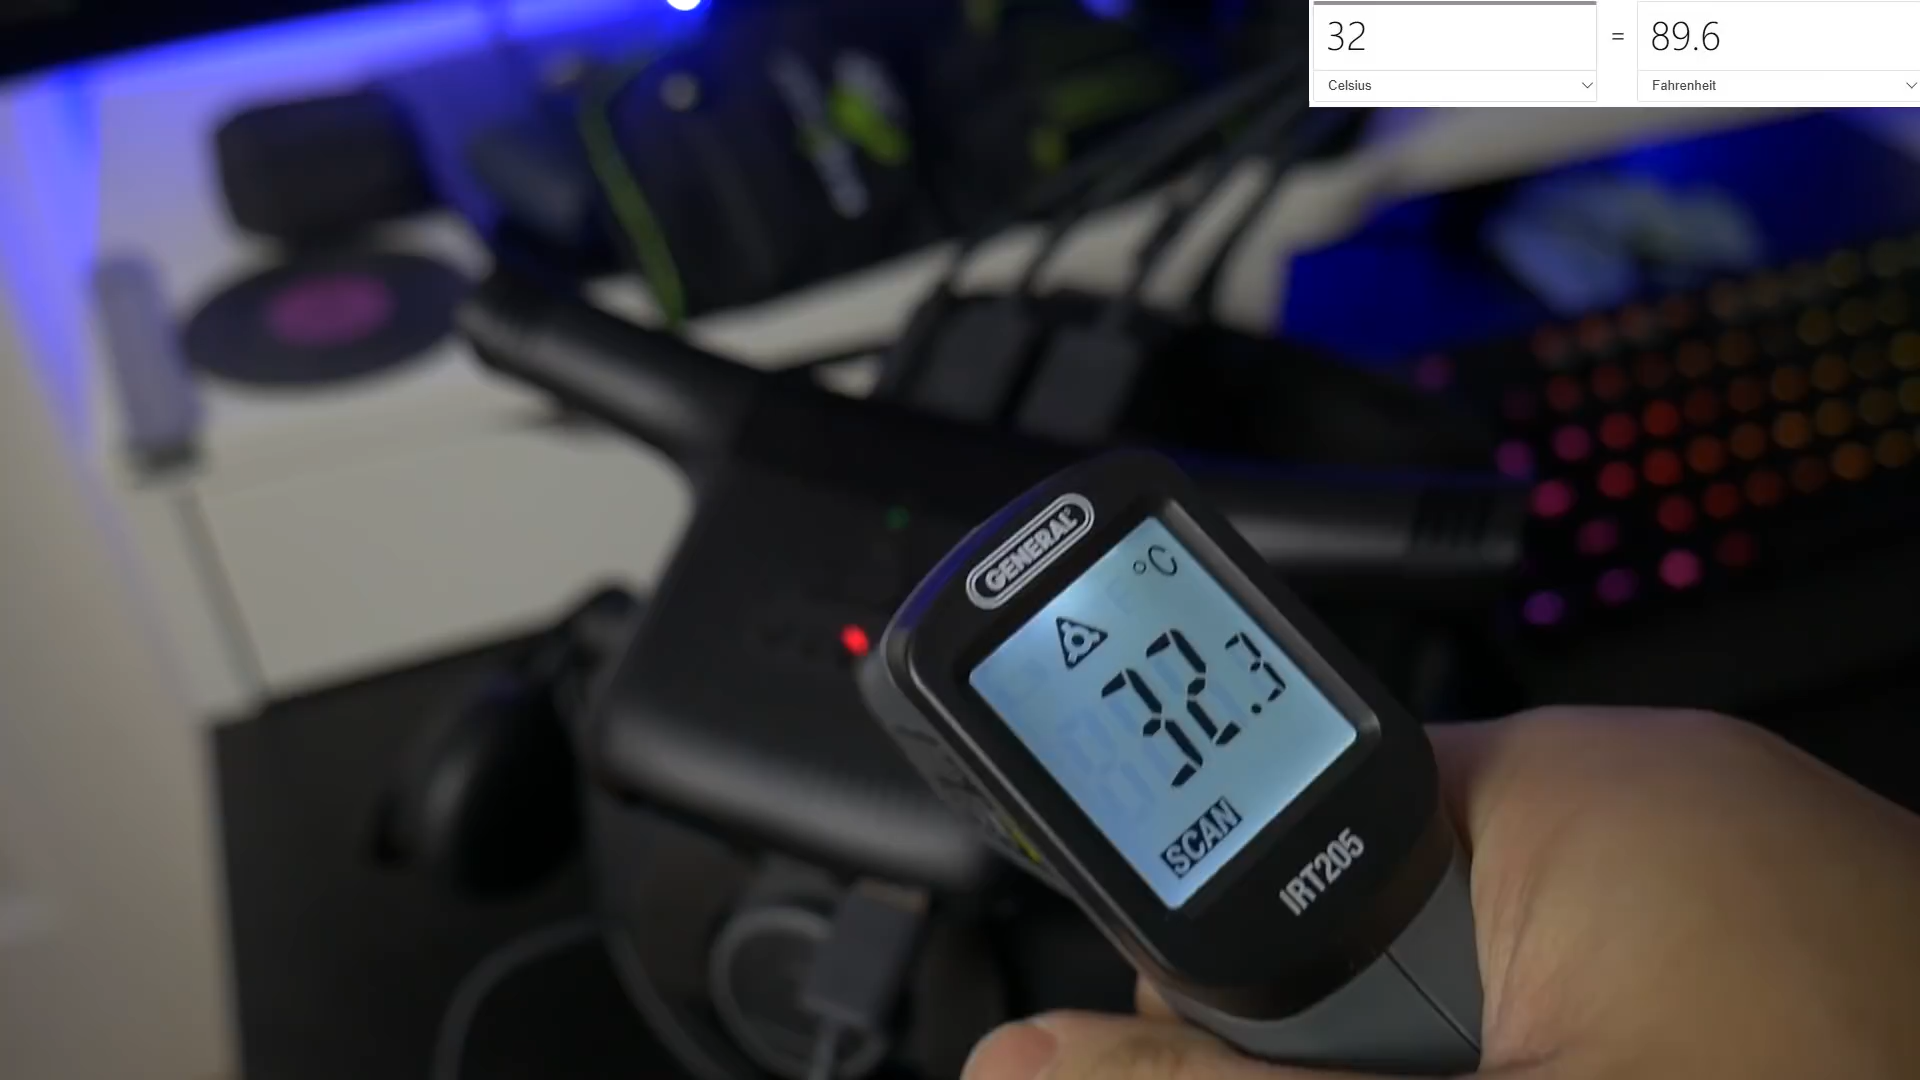 32 = 89.6
Celsius Fahrenheit
GENERAL
°C
32.3
SCAN
IRT205